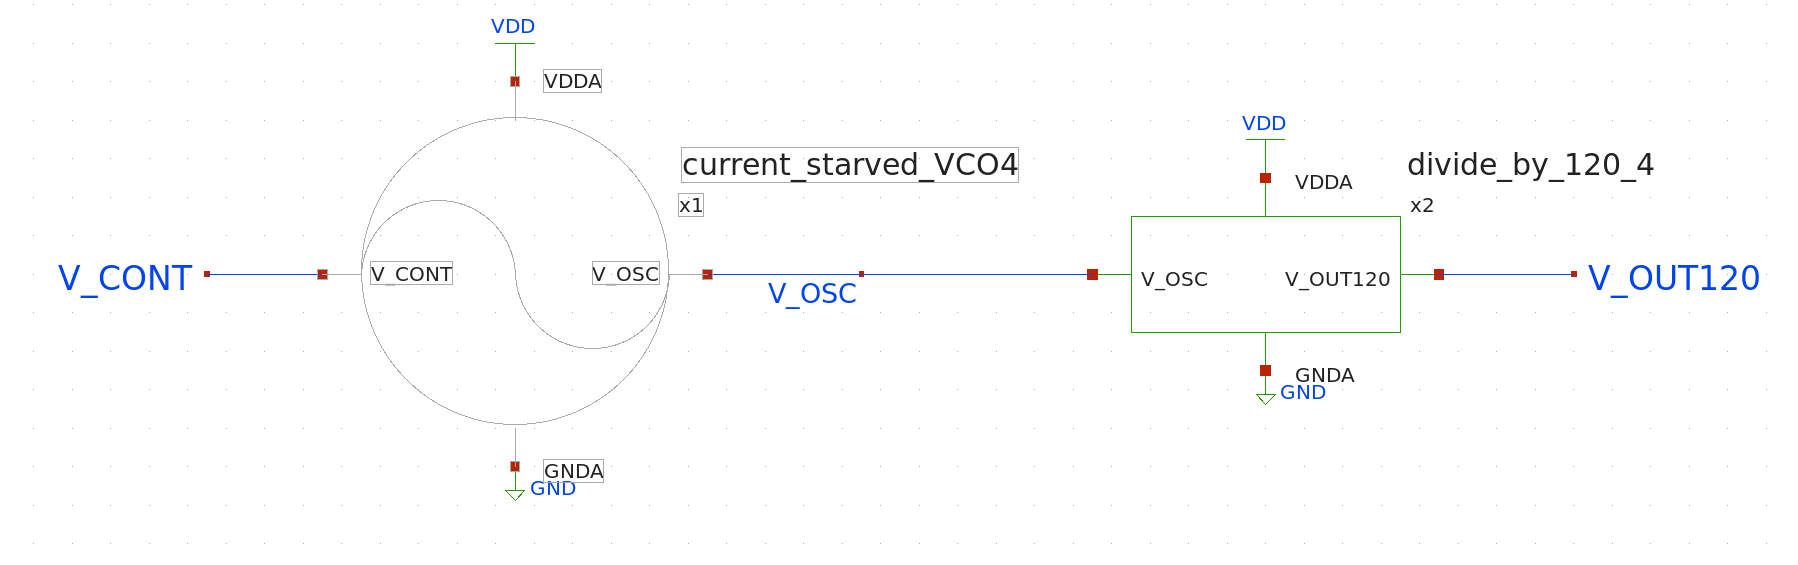 VDD
VDDA
current_starved_VCO4
x1
V_CONT
V_CONT
V_OSC
V_OSC
GNDA
GND
VDD
VDDA
divide_by_120_4
x2
V_OSC
V_OUT120
V_OUT120
GNDA
GND